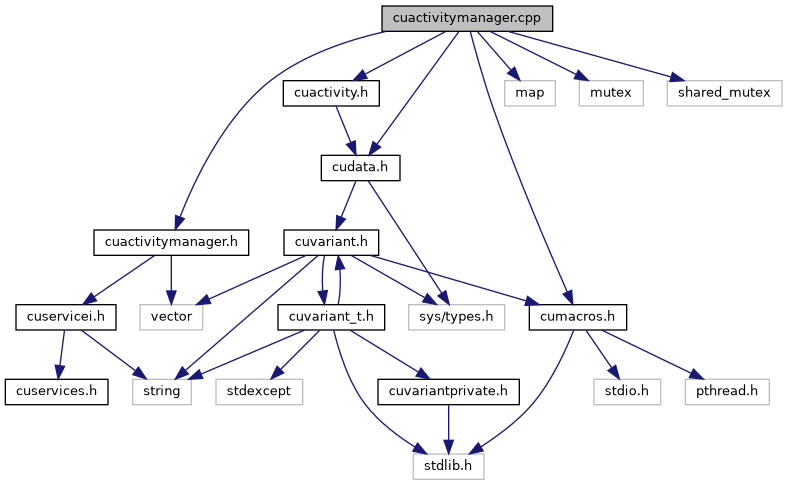 cuactivitymanager.cpp
cuactivity.h
map
mutex
shared_mutex
cudata.h
cuactivitymanager.h
cuvariant.h
cuservicei.h
vector
cuvariant_t.h
sys/types.h
cumacros.h
cuservices.h
string
stdexcept
cuvariantprivate.h
stdio.h
pthread.h
stdlib.h